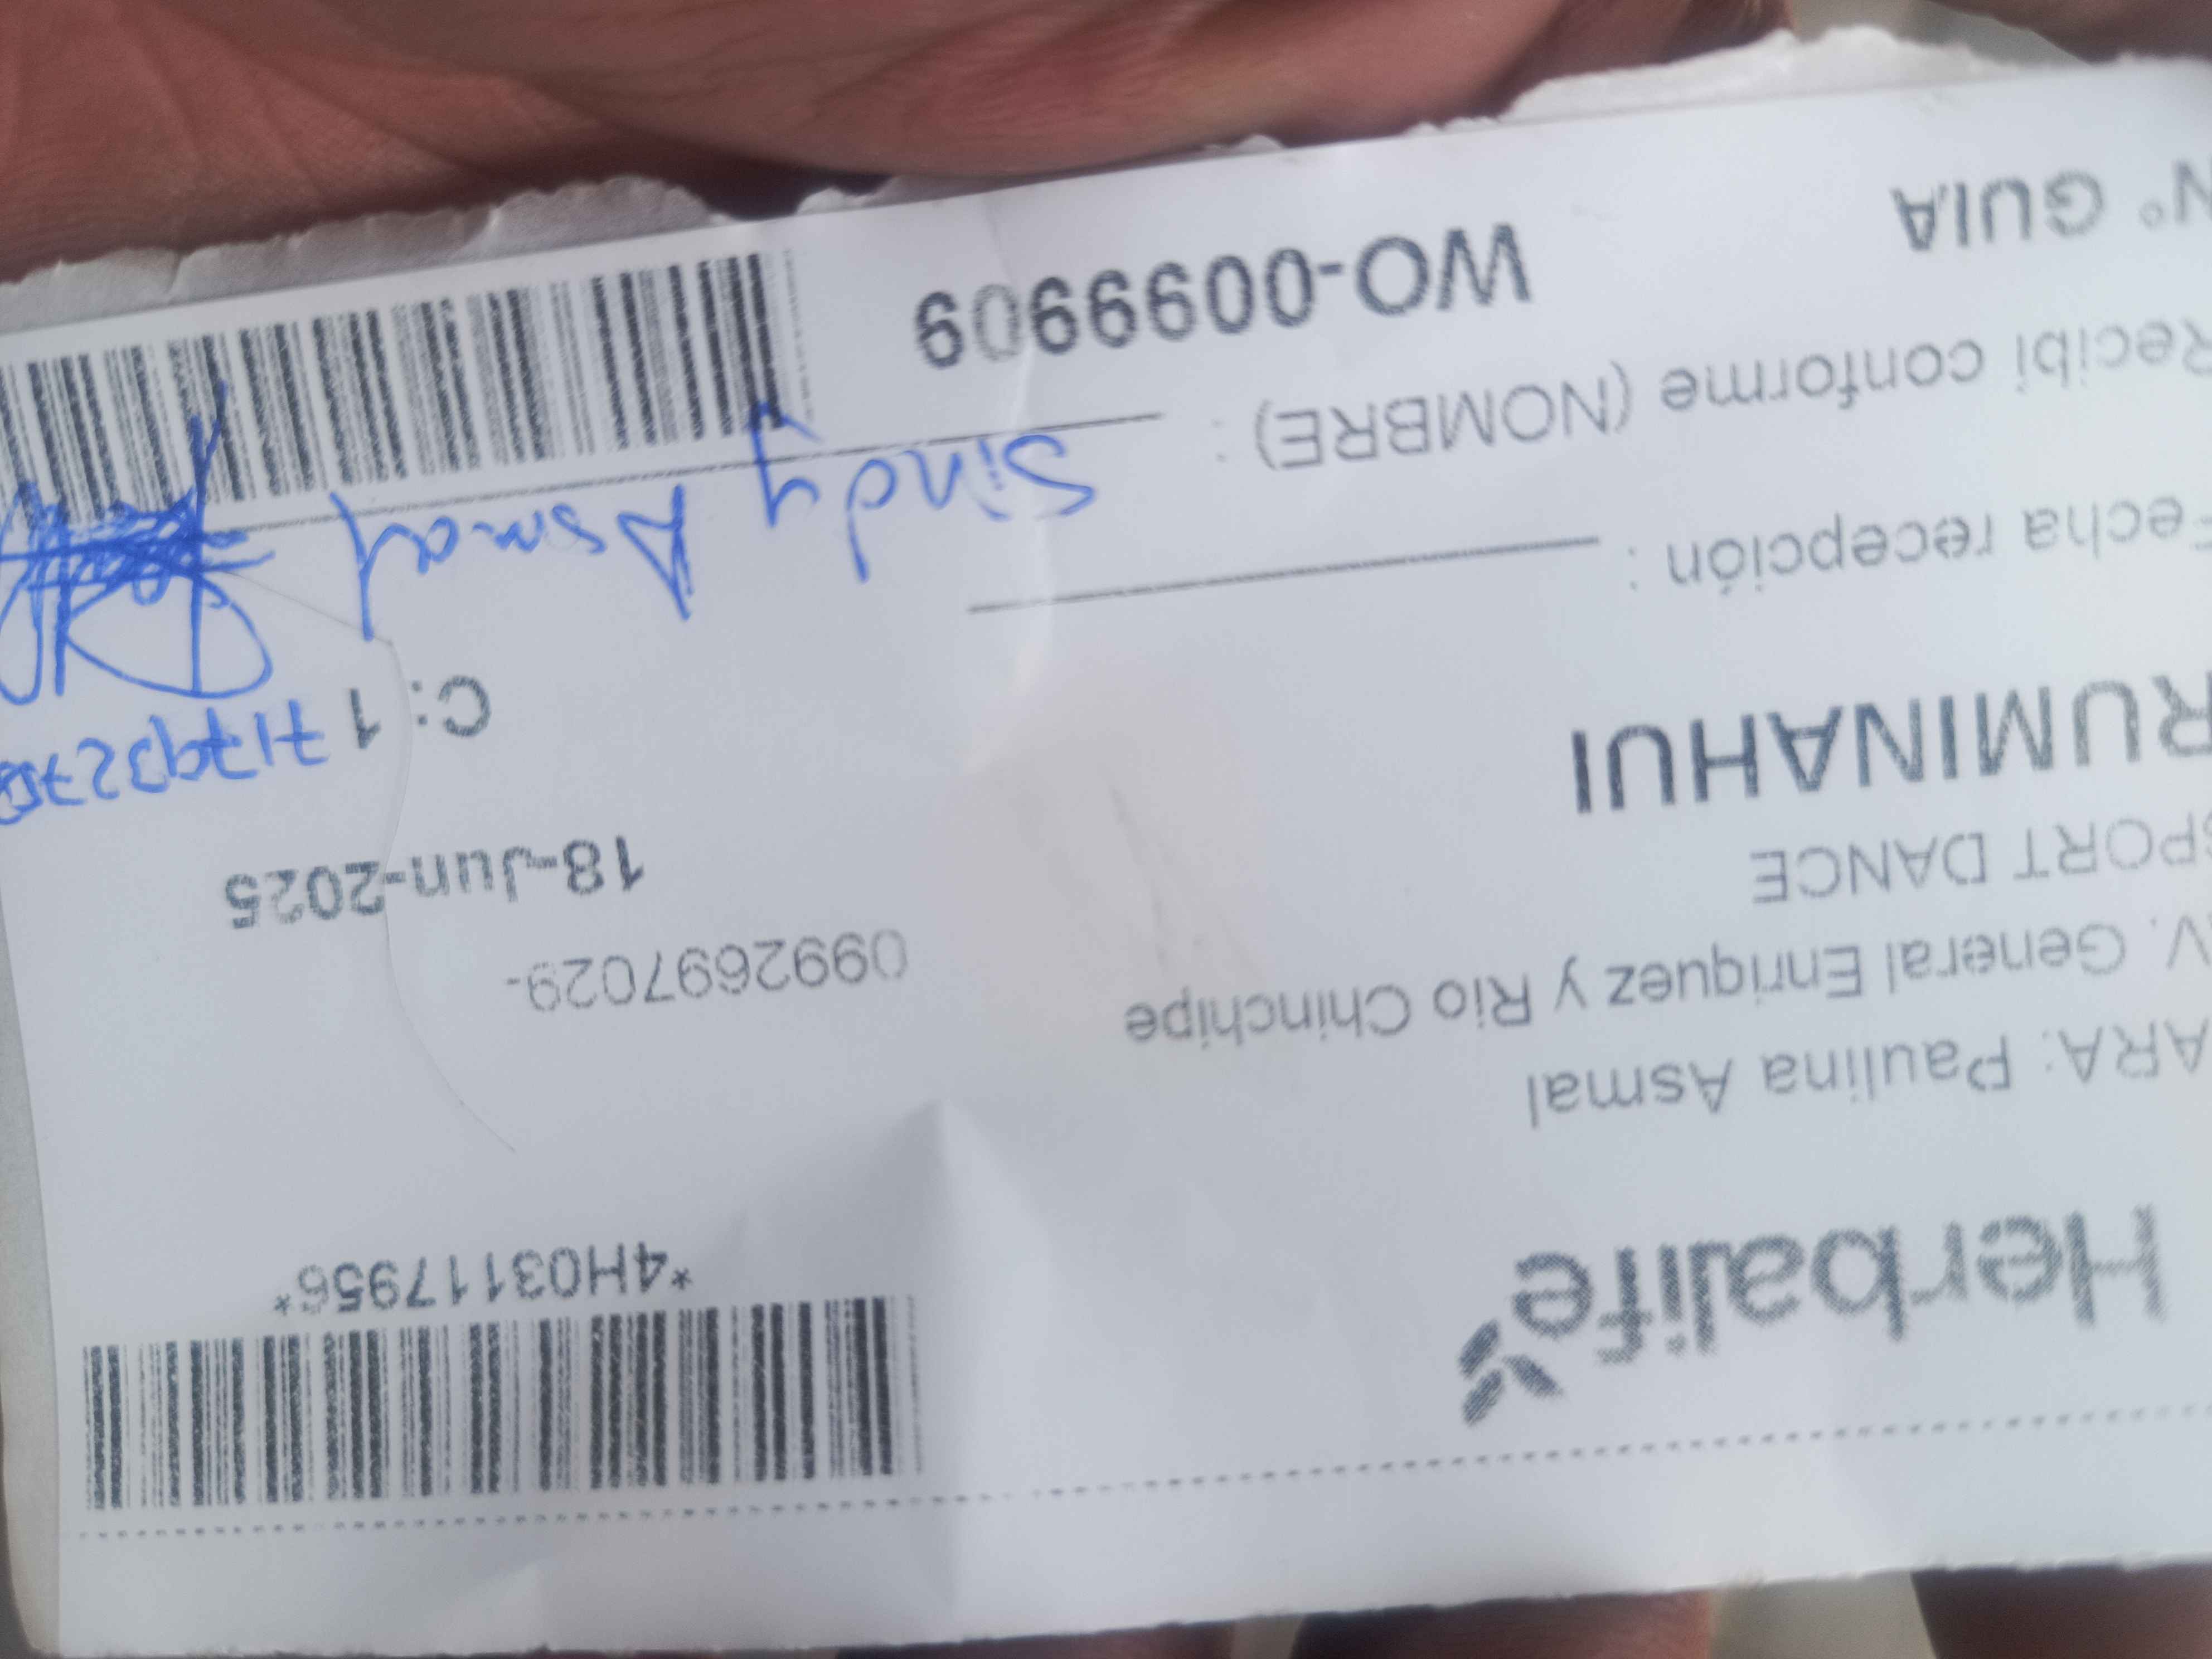 *4H03117956*
Herbalife
ARA: Paulina Asmal
V. General Enriquez y Rio Chinchipe
0992697029-
SPORT DANCE
18-Jun-2025
RUMINAHUI
C: 1
Fecha recepción :
Sindy Asmal
Recibi conforme (NOMBRE) :
N° GUIA
WO-0099909